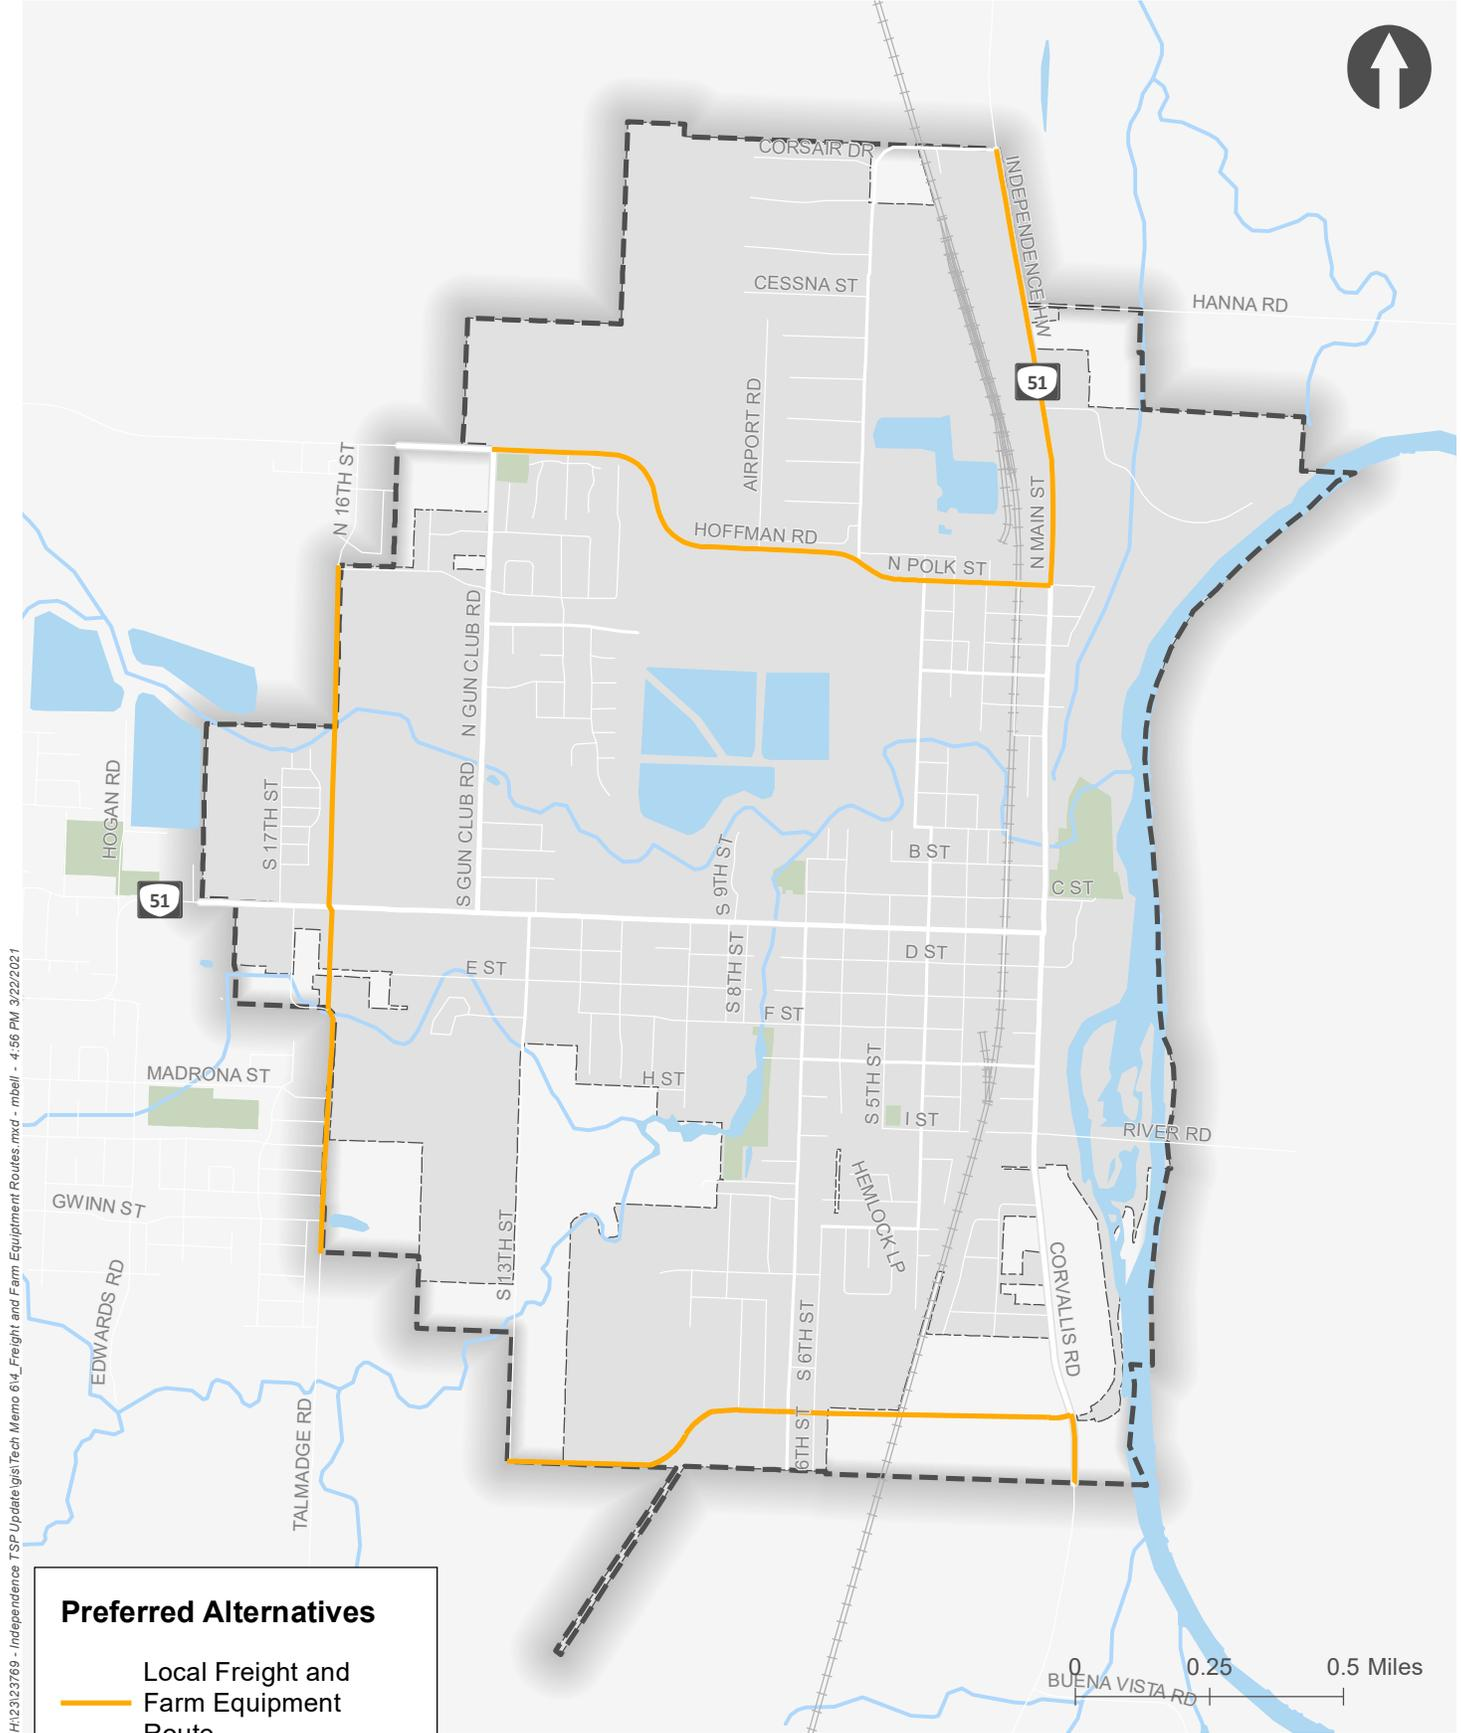 CORSAIR DR
INDEPENDENCE HW
CESSNA ST
HANNA RD
51
AIRPORT RD
N 16TH ST
HOFFMAN RD
N MAIN ST
N POLK ST
N GUN CLUB RD
HOGAN RD
S 17TH ST
S GUN CLUB RD
S 9TH ST
B ST
C ST
51
D ST
E ST
S 8TH ST
F ST
MADRONA ST
H ST
S 5TH ST
I ST
RIVER RD
GWINN ST
HEMLOCK LP
S 13TH ST
CORVALLIS RD
EDWARDS RD
S 6TH ST
6TH ST
TALMADGE RD
H:\23\23769 - Independence TSP Update\gis\Tech Memo 6\4_Freight and Farm Equiptment Routes.mxd - mbell - 4:56 PM 3/22/2021
Preferred Alternatives
Local Freight and
Farm Equipment
Route
0 0.25 0.5 Miles
BUENA VISTA RD